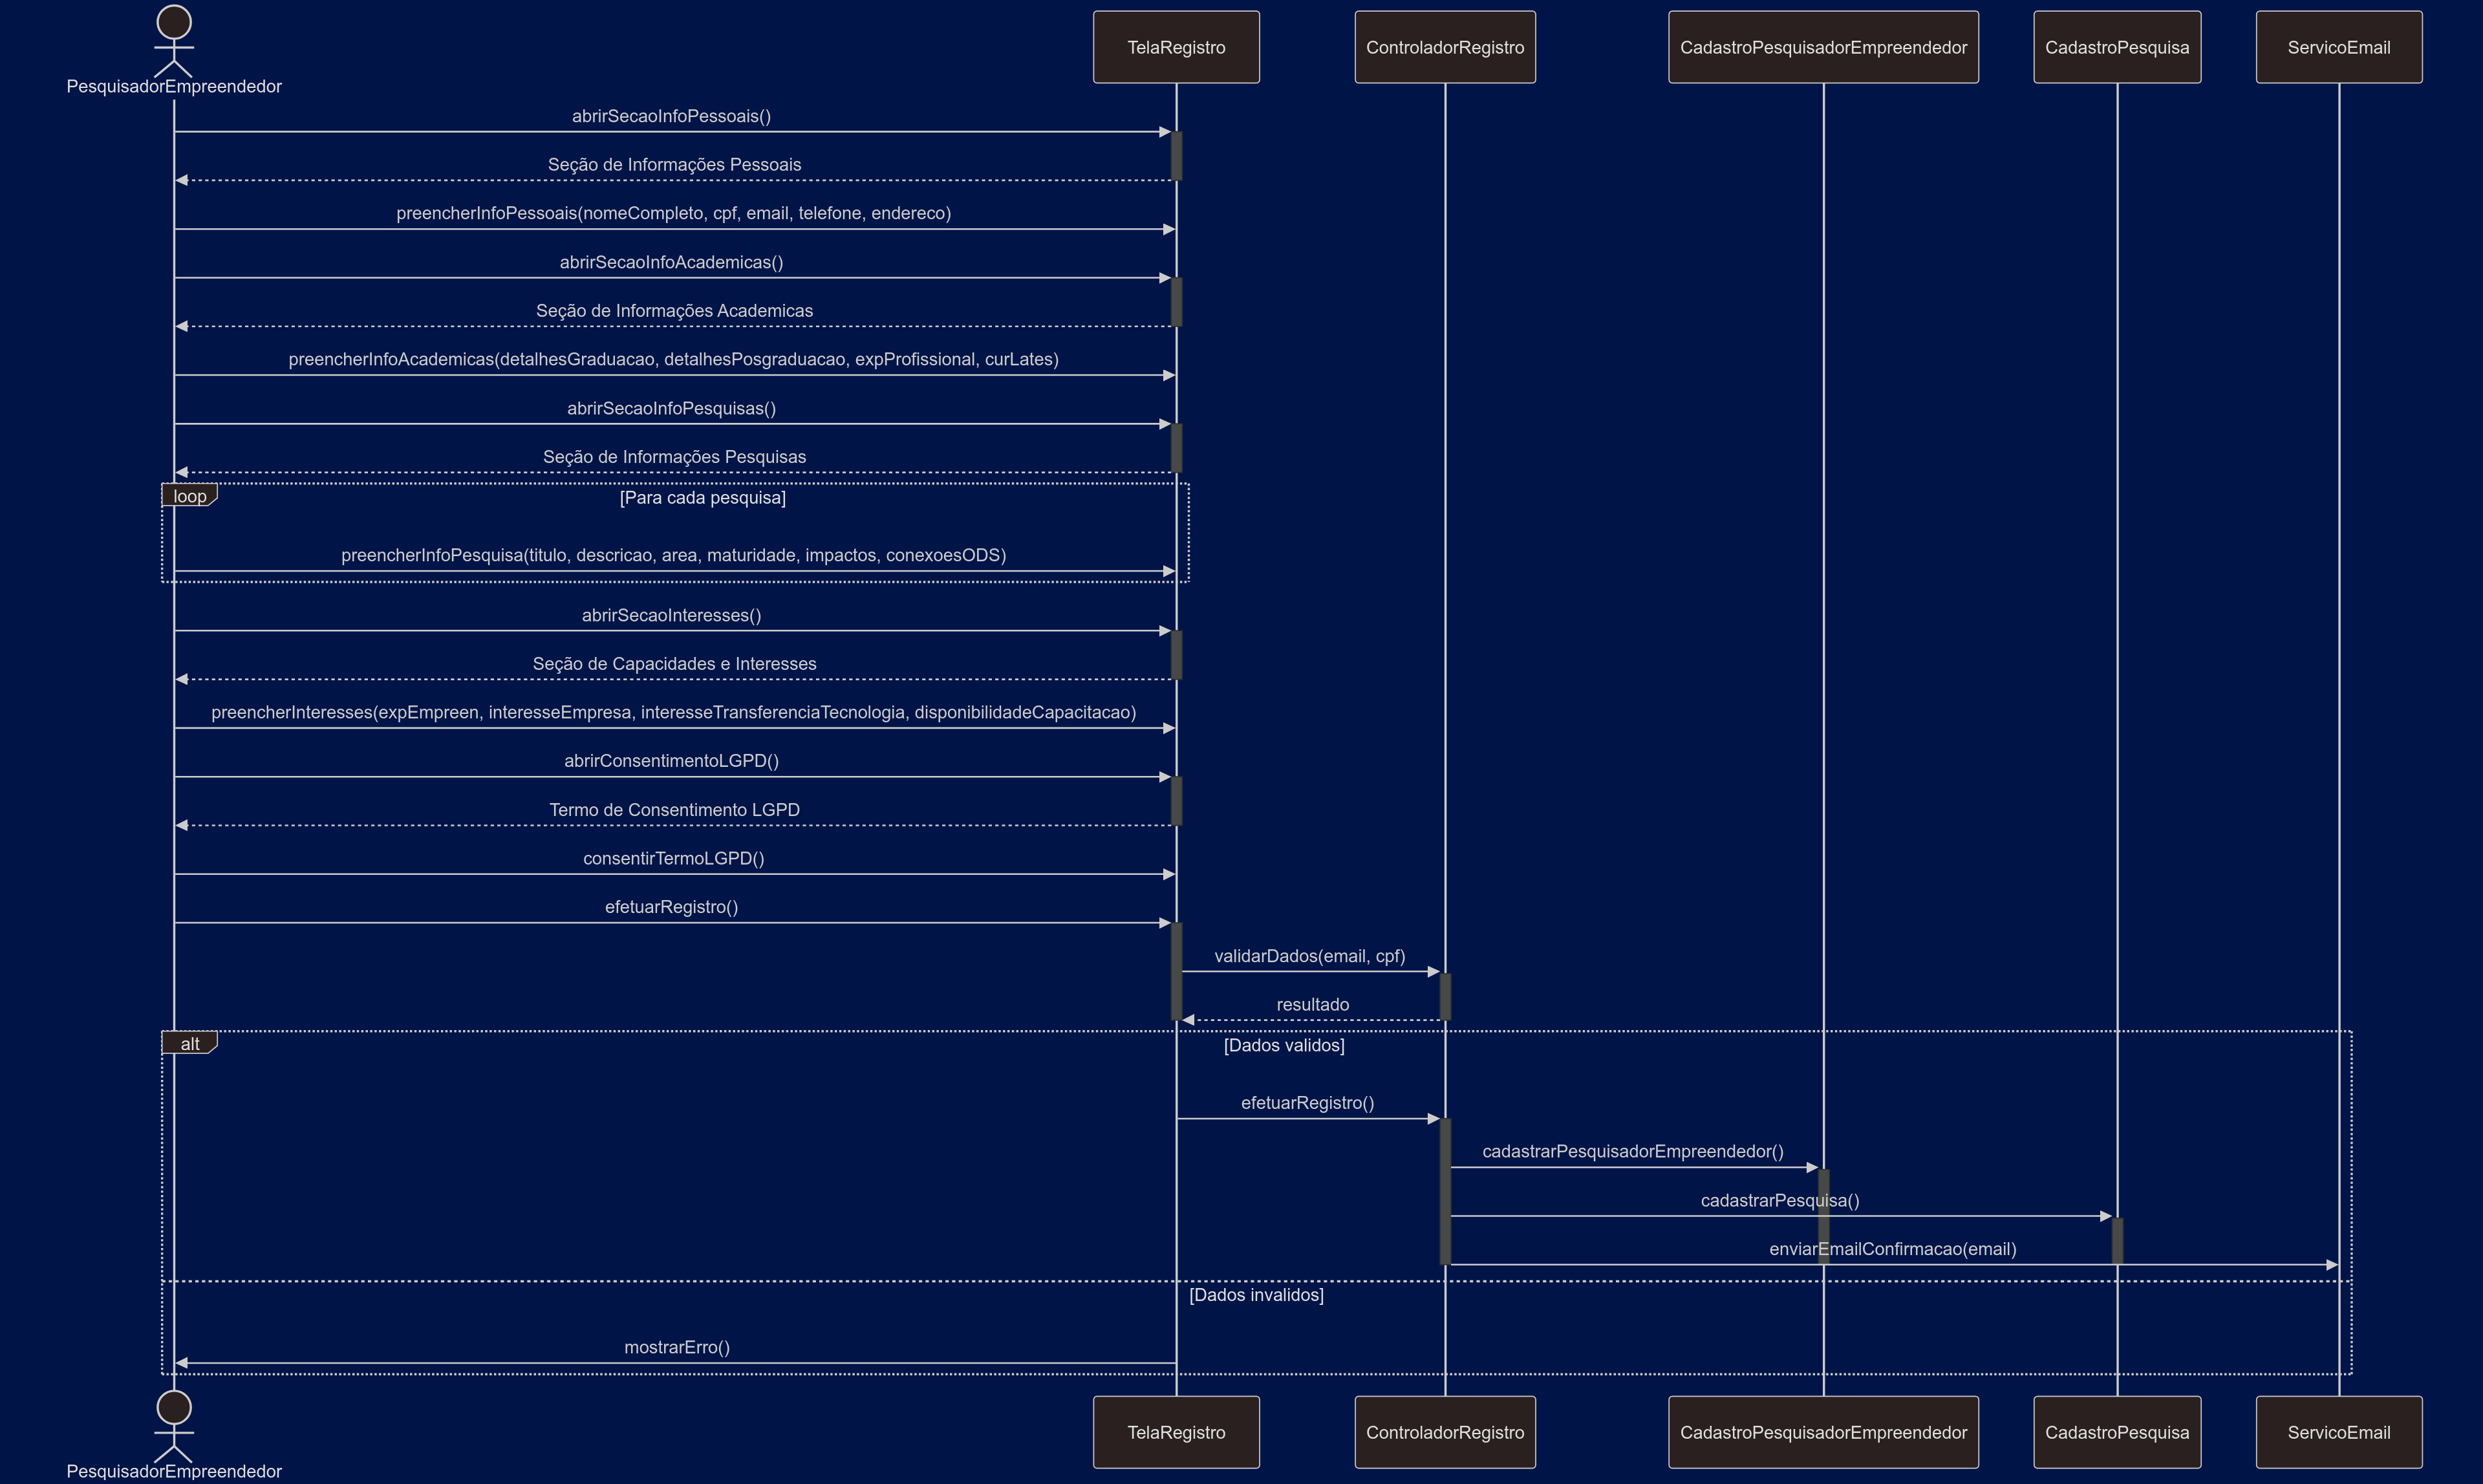 PesquisadorEmpreendedor
TelaRegistro
ControladorRegistro
CadastroPesquisadorEmpreendedor
CadastroPesquisa
ServicoEmail
abrirSecaoInfoPessoais()
Seção de Informações Pessoais
preencherInfoPessoais(nomeCompleto, cpf, email, telefone, endereco)
abrirSecaoInfoAcademicas()
Seção de Informações Academicas
preencherInfoAcademicas(detalhesGraduacao, detalhesPosgraduacao, expProfissional, curLates)
abrirSecaoInfoPesquisas()
Seção de Informações Pesquisas
loop
[Para cada pesquisa]
preencherInfoPesquisa(titulo, descricao, area, maturidade, impactos, conexoesODS)
abrirSecaoInteresses()
Seção de Capacidades e Interesses
preencherInteresses(expEmpreen, interesseEmpresa, interesseTransferenciaTecnologia, disponibilidadeCapacitacao)
abrirConsentimentoLGPD()
Termo de Consentimento LGPD
consentirTermoLGPD()
efetuarRegistro()
validarDados(email, cpf)
resultado
alt
[Dados validos]
efetuarRegistro()
cadastrarPesquisadorEmpreendedor()
cadastrarPesquisa()
enviarEmailConfirmacao(email)
[Dados invalidos]
mostrarErro()
PesquisadorEmpreendedor
TelaRegistro
ControladorRegistro
CadastroPesquisadorEmpreendedor
CadastroPesquisa
ServicoEmail